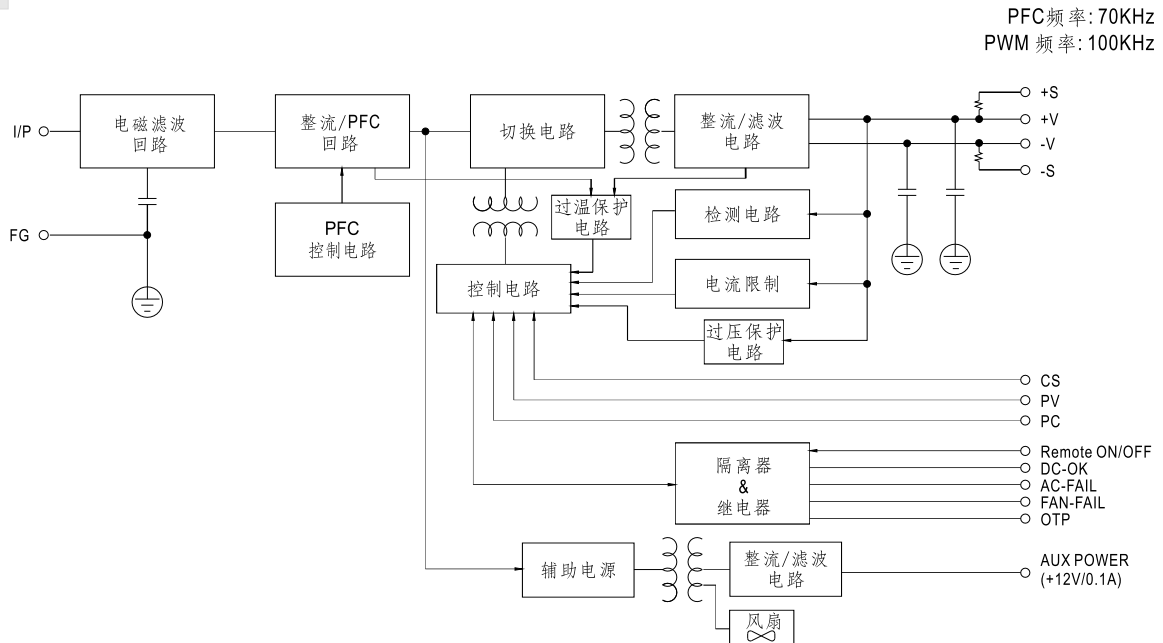 PFC频率: 70KHz
PWM 频率: 100KHz
I/P
电磁滤波
回路
整流/PFC
回路
切换电路
整流/滤波
电路
+S
+V
-V
-S
FG
PFC
控制电路
过温保护
电路
检测电路
控制电路
电流限制
过压保护
电路
CS
PV
PC
隔离器
&
继电器
Remote ON/OFF
DC-OK
AC-FAIL
FAN-FAIL
OTP
辅助电源
整流/滤波
电路
AUX POWER
(+12V/0.1A)
风扇